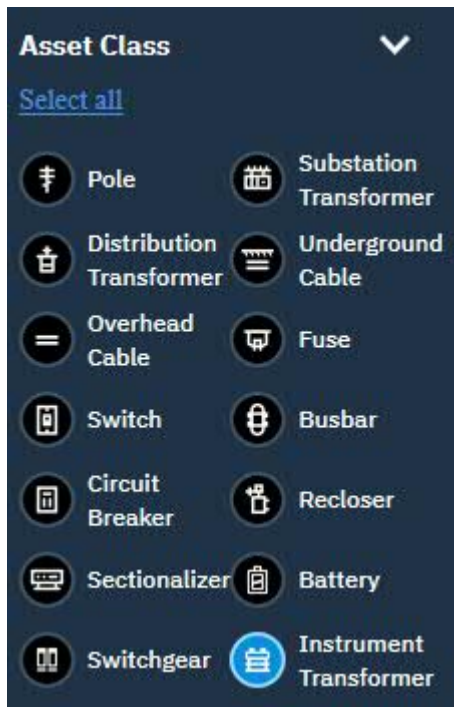 Asset Class
Select all
Pole
Substation
Transformer
Distribution
Transformer
Underground
Cable
Overhead
Cable
Fuse
Switch
Busbar
Circuit
Breaker
Recloser
Sectionalizer
Battery
Switchgear
Instrument
Transformer